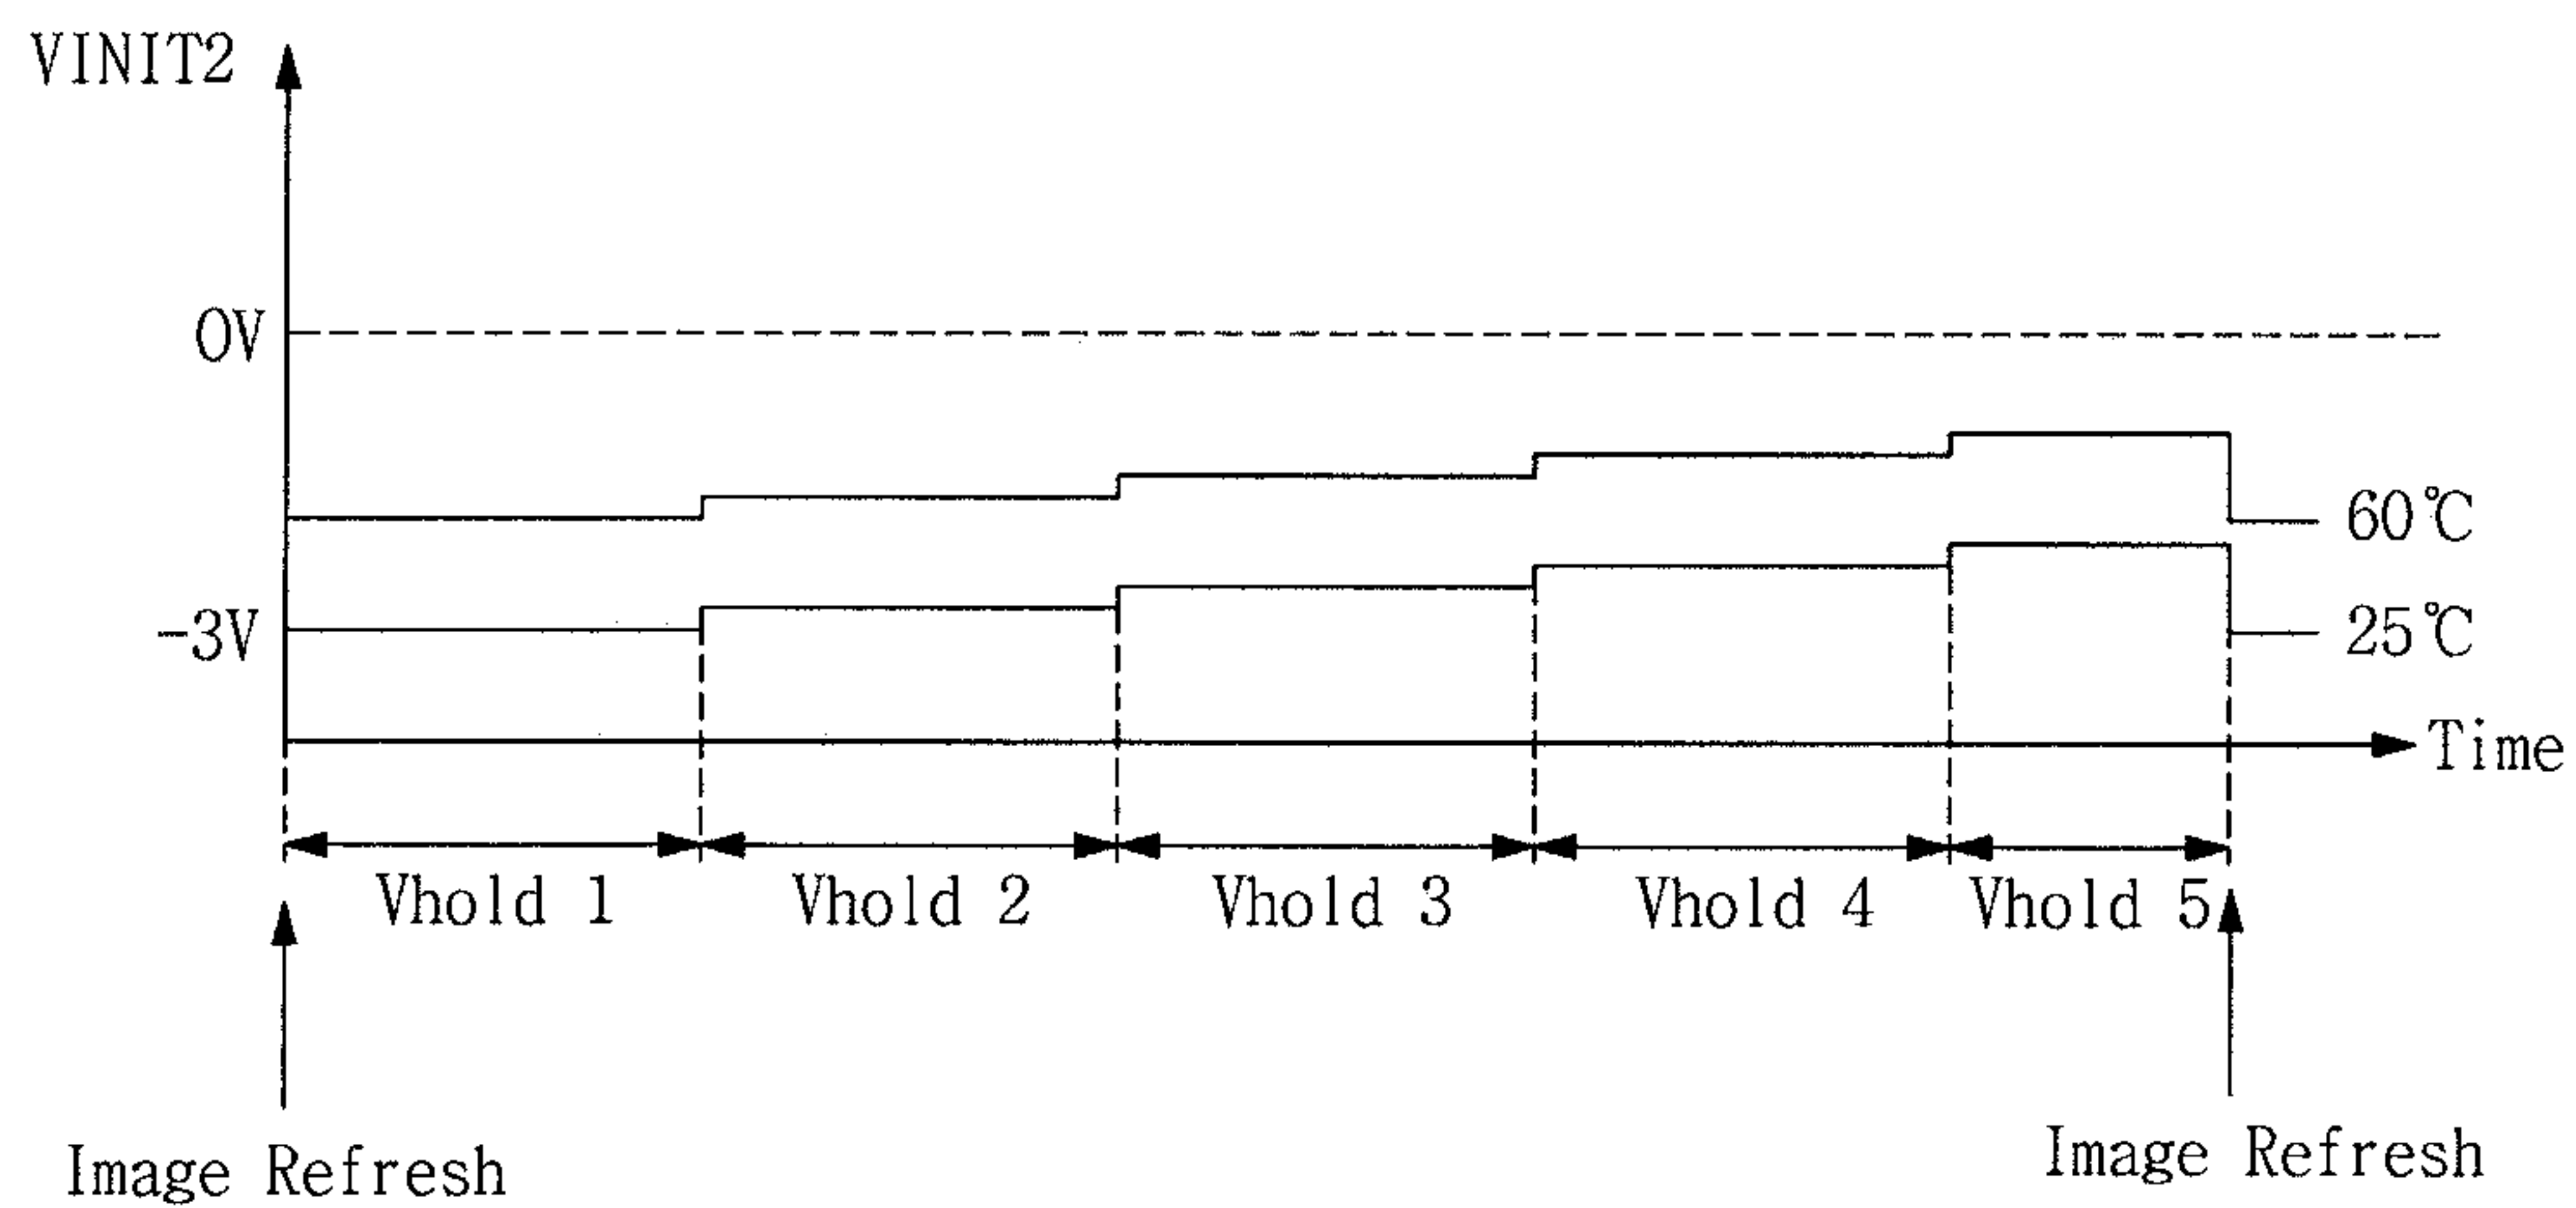 VINIT2
0V
60℃
-3V
25℃
Time
Vhold 1
Vhold 2
Vhold 3
Vhold 4
Vhold 5
Image Refresh
Image Refresh